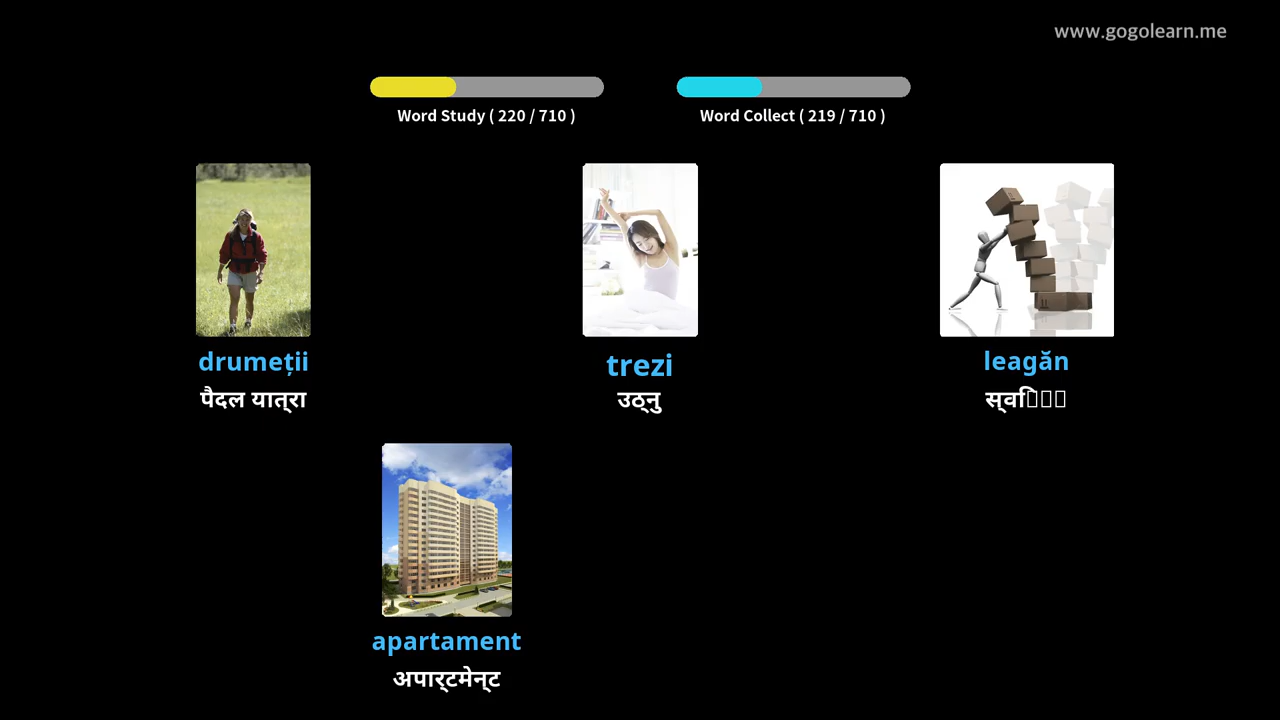 www.gogolearn.me
Word Study ( 220 / 710 )
Word Collect ( 219 / 710 )
drumeții
पैदल यात्रा
trezi
उठ्नु
leagăn
apartament
अपार्टमेन्ट